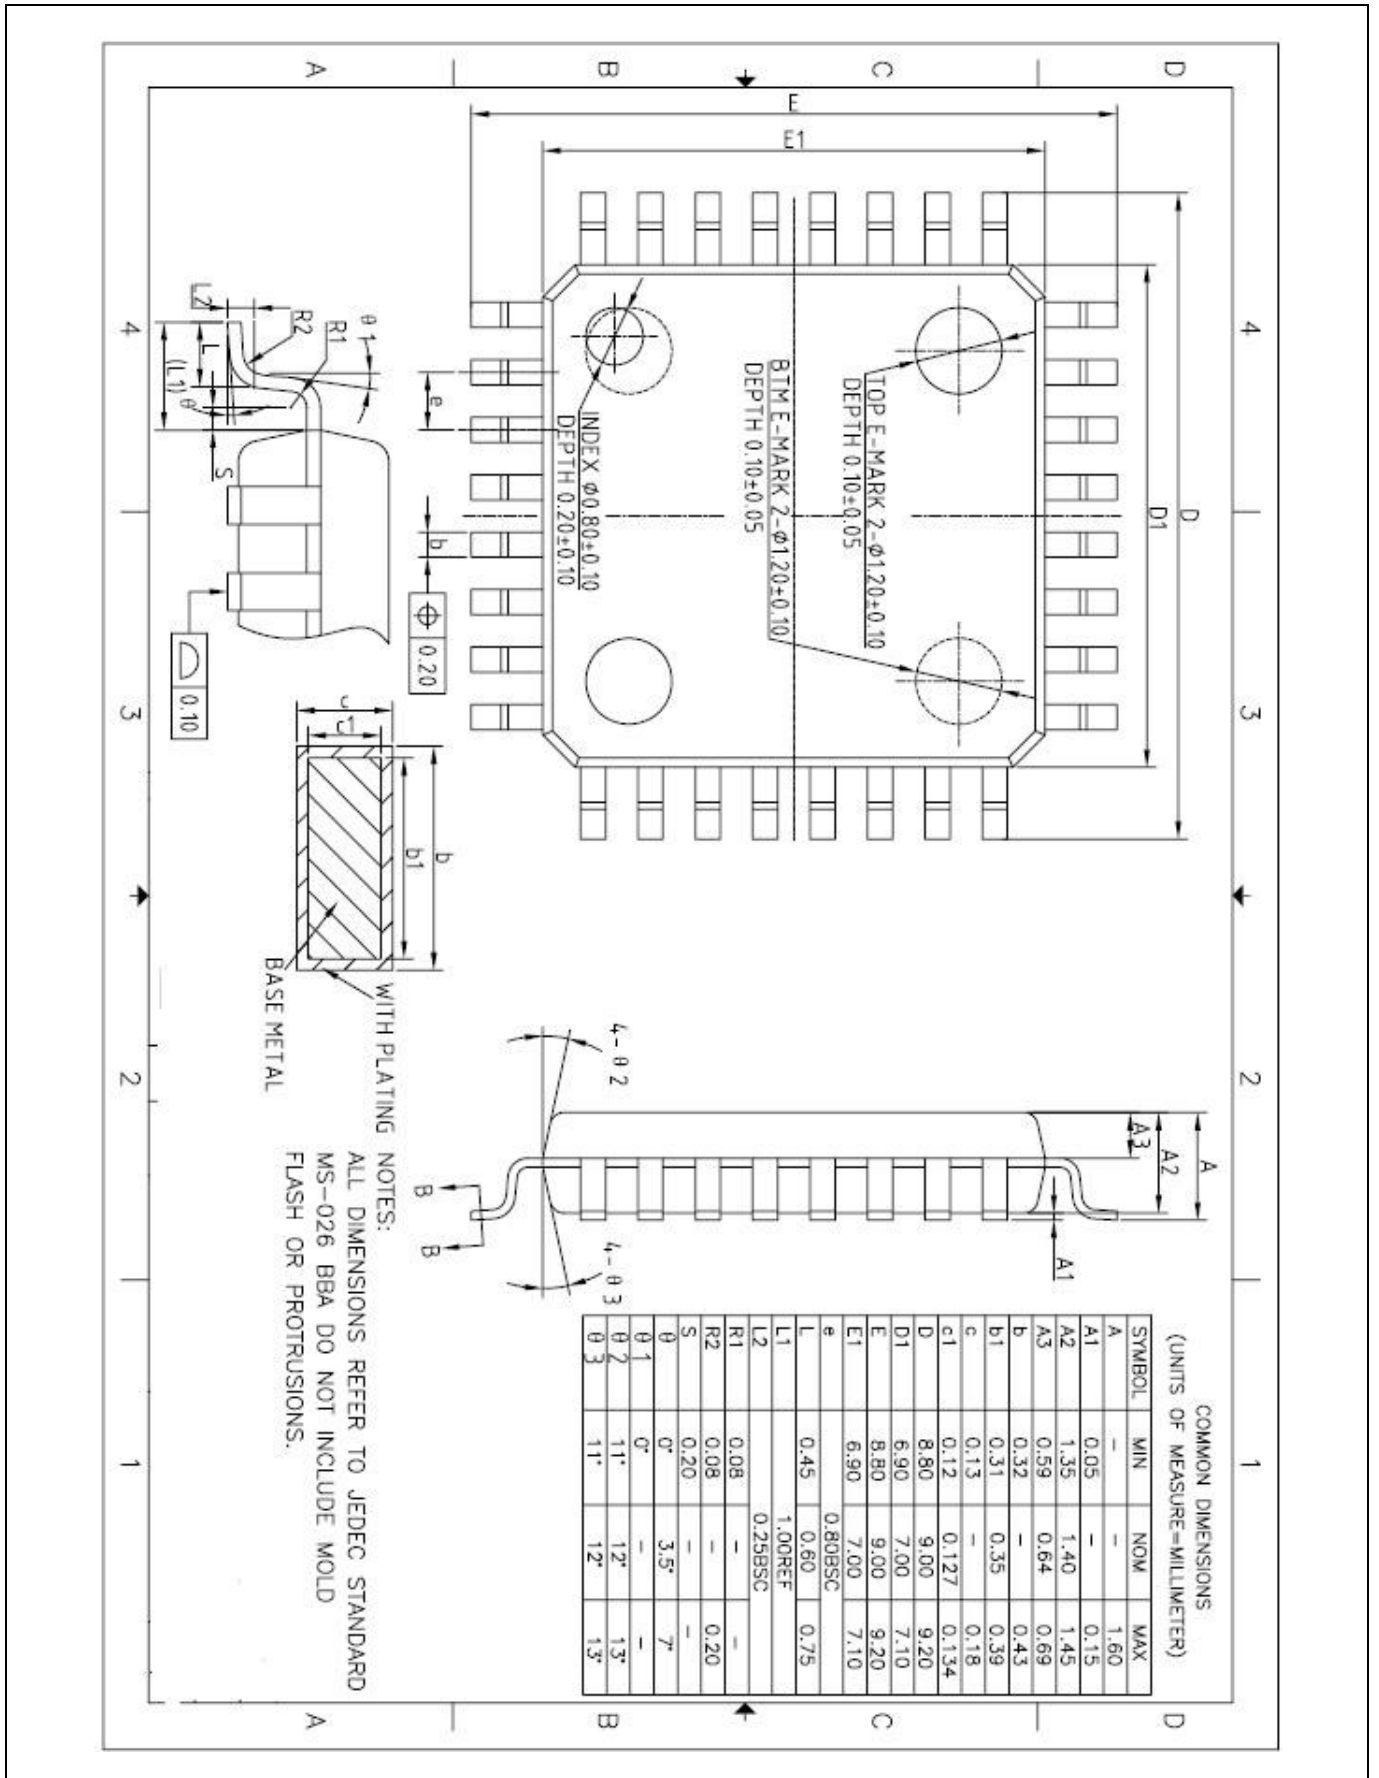 D
C
B
A
4
3
2
1
D
D1
E
E1
TOP E-MARK 2-Φ1.20±0.10
DEPTH 0.10±0.05
BTM E-MARK 2-Φ1.20±0.10
DEPTH 0.10±0.05
INDEX Φ0.80±0.10
DEPTH 0.20±0.10
e
b
0.20
θ1
R1
R2
L2
L
(L1)
θ
S
0.10
c
c1
b
b1
WITH PLATING
BASE METAL
A
A2
A3
A1
4-θ2
4-θ3
B
B
COMMON DIMENSIONS
(UNITS OF MEASURE=MILLIMETER)
SYMBOL MIN NOM MAX
A - - 1.60
A1 0.05 - 0.15
A2 1.35 1.40 1.45
A3 0.59 0.64 0.69
b 0.32 - 0.43
b1 0.31 0.35 0.39
c 0.13 - 0.18
c1 0.12 0.127 0.134
D 8.80 9.00 9.20
D1 6.90 7.00 7.10
E 8.80 9.00 9.20
E1 6.90 7.00 7.10
e 0.80BSC
L 0.45 0.60 0.75
L1 1.00REF
L2 0.25BSC
R1 0.08 - -
R2 0.08 - 0.20
S 0.20 - -
θ 0° 3.5° 7°
θ1 0° - -
θ2 11° 12° 13°
θ3 11° 12° 13°
NOTES:
ALL DIMENSIONS REFER TO JEDEC STANDARD
MS-026 BBA DO NOT INCLUDE MOLD
FLASH OR PROTRUSIONS.
4
3
2
1
D
C
B
A